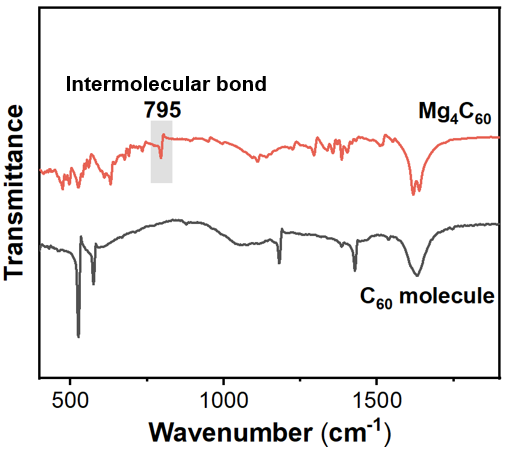 Intermolecular bond
795
Mg₄C₆₀
C₆₀ molecule
Transmittance
500 1000 1500
Wavenumber (cm⁻¹)